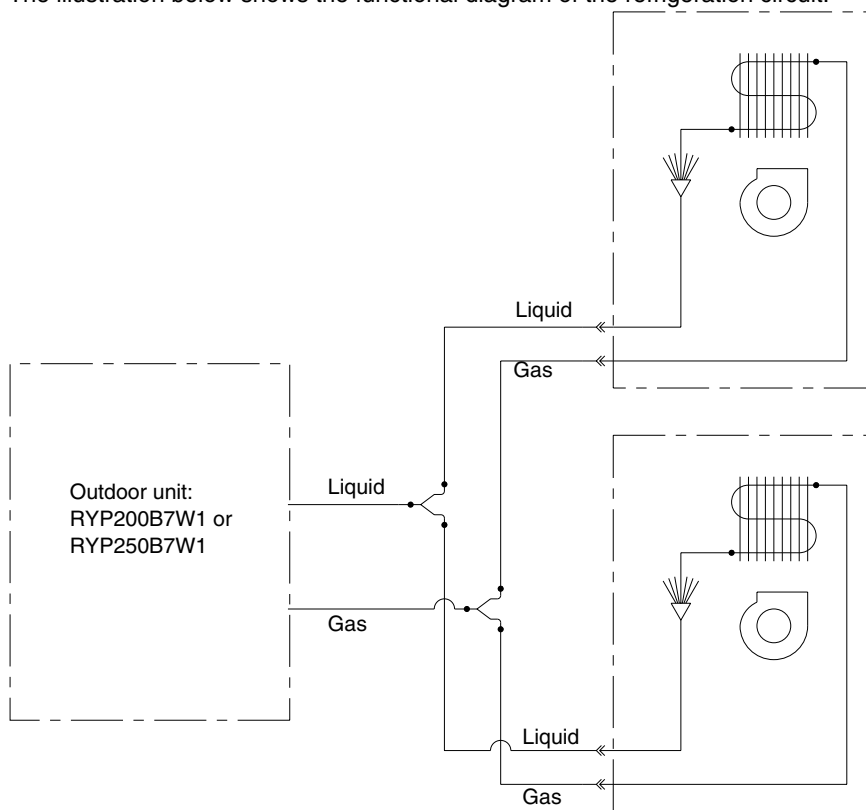 The illustration below shows the functional diagram of the refrigeration circuit.
Liquid
Gas
Outdoor unit:
RYP200B7W1 or
RYP250B7W1
Liquid
Gas
Liquid
Gas